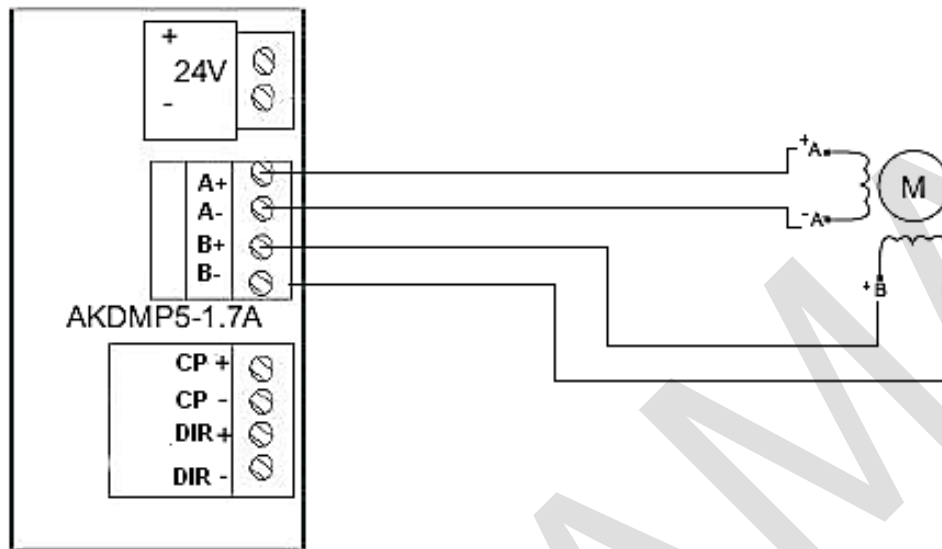 +
24V
-
A+
A-
B+
B-
AKDMP5-1.7A
CP +
CP -
DIR +
DIR -
+A
-A
M
+B